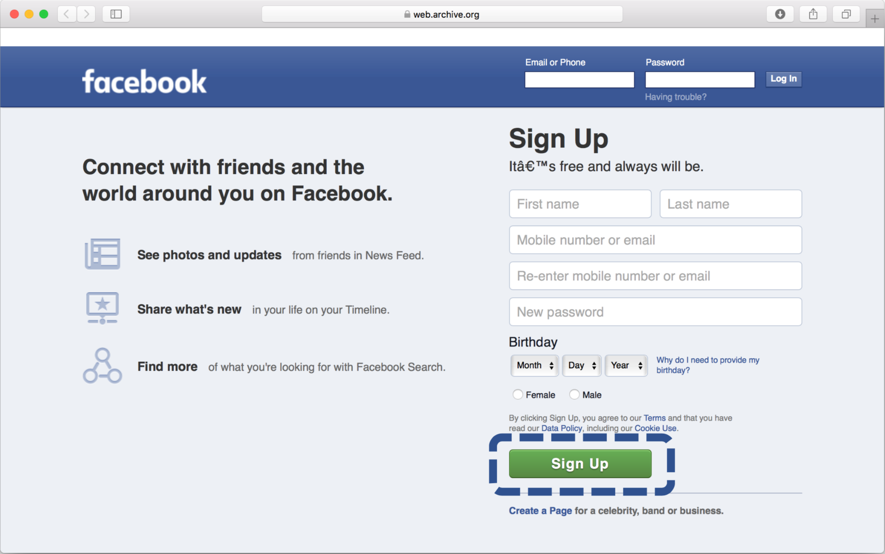 web.archive.org
facebook
Email or Phone
Password
Log In
Having trouble?
Connect with friends and the
world around you on Facebook.
See photos and updates from friends in News Feed.
Share what's new in your life on your Timeline.
Find more of what you're looking for with Facebook Search.
Sign Up
Itâ€™s free and always will be.
First name
Last name
Mobile number or email
Re-enter mobile number or email
New password
Birthday
Month
Day
Year
Why do I need to provide my
birthday?
Female
Male
By clicking Sign Up, you agree to our Terms and that you have
read our Data Policy, including our Cookie Use.
Sign Up
Create a Page for a celebrity, band or business.